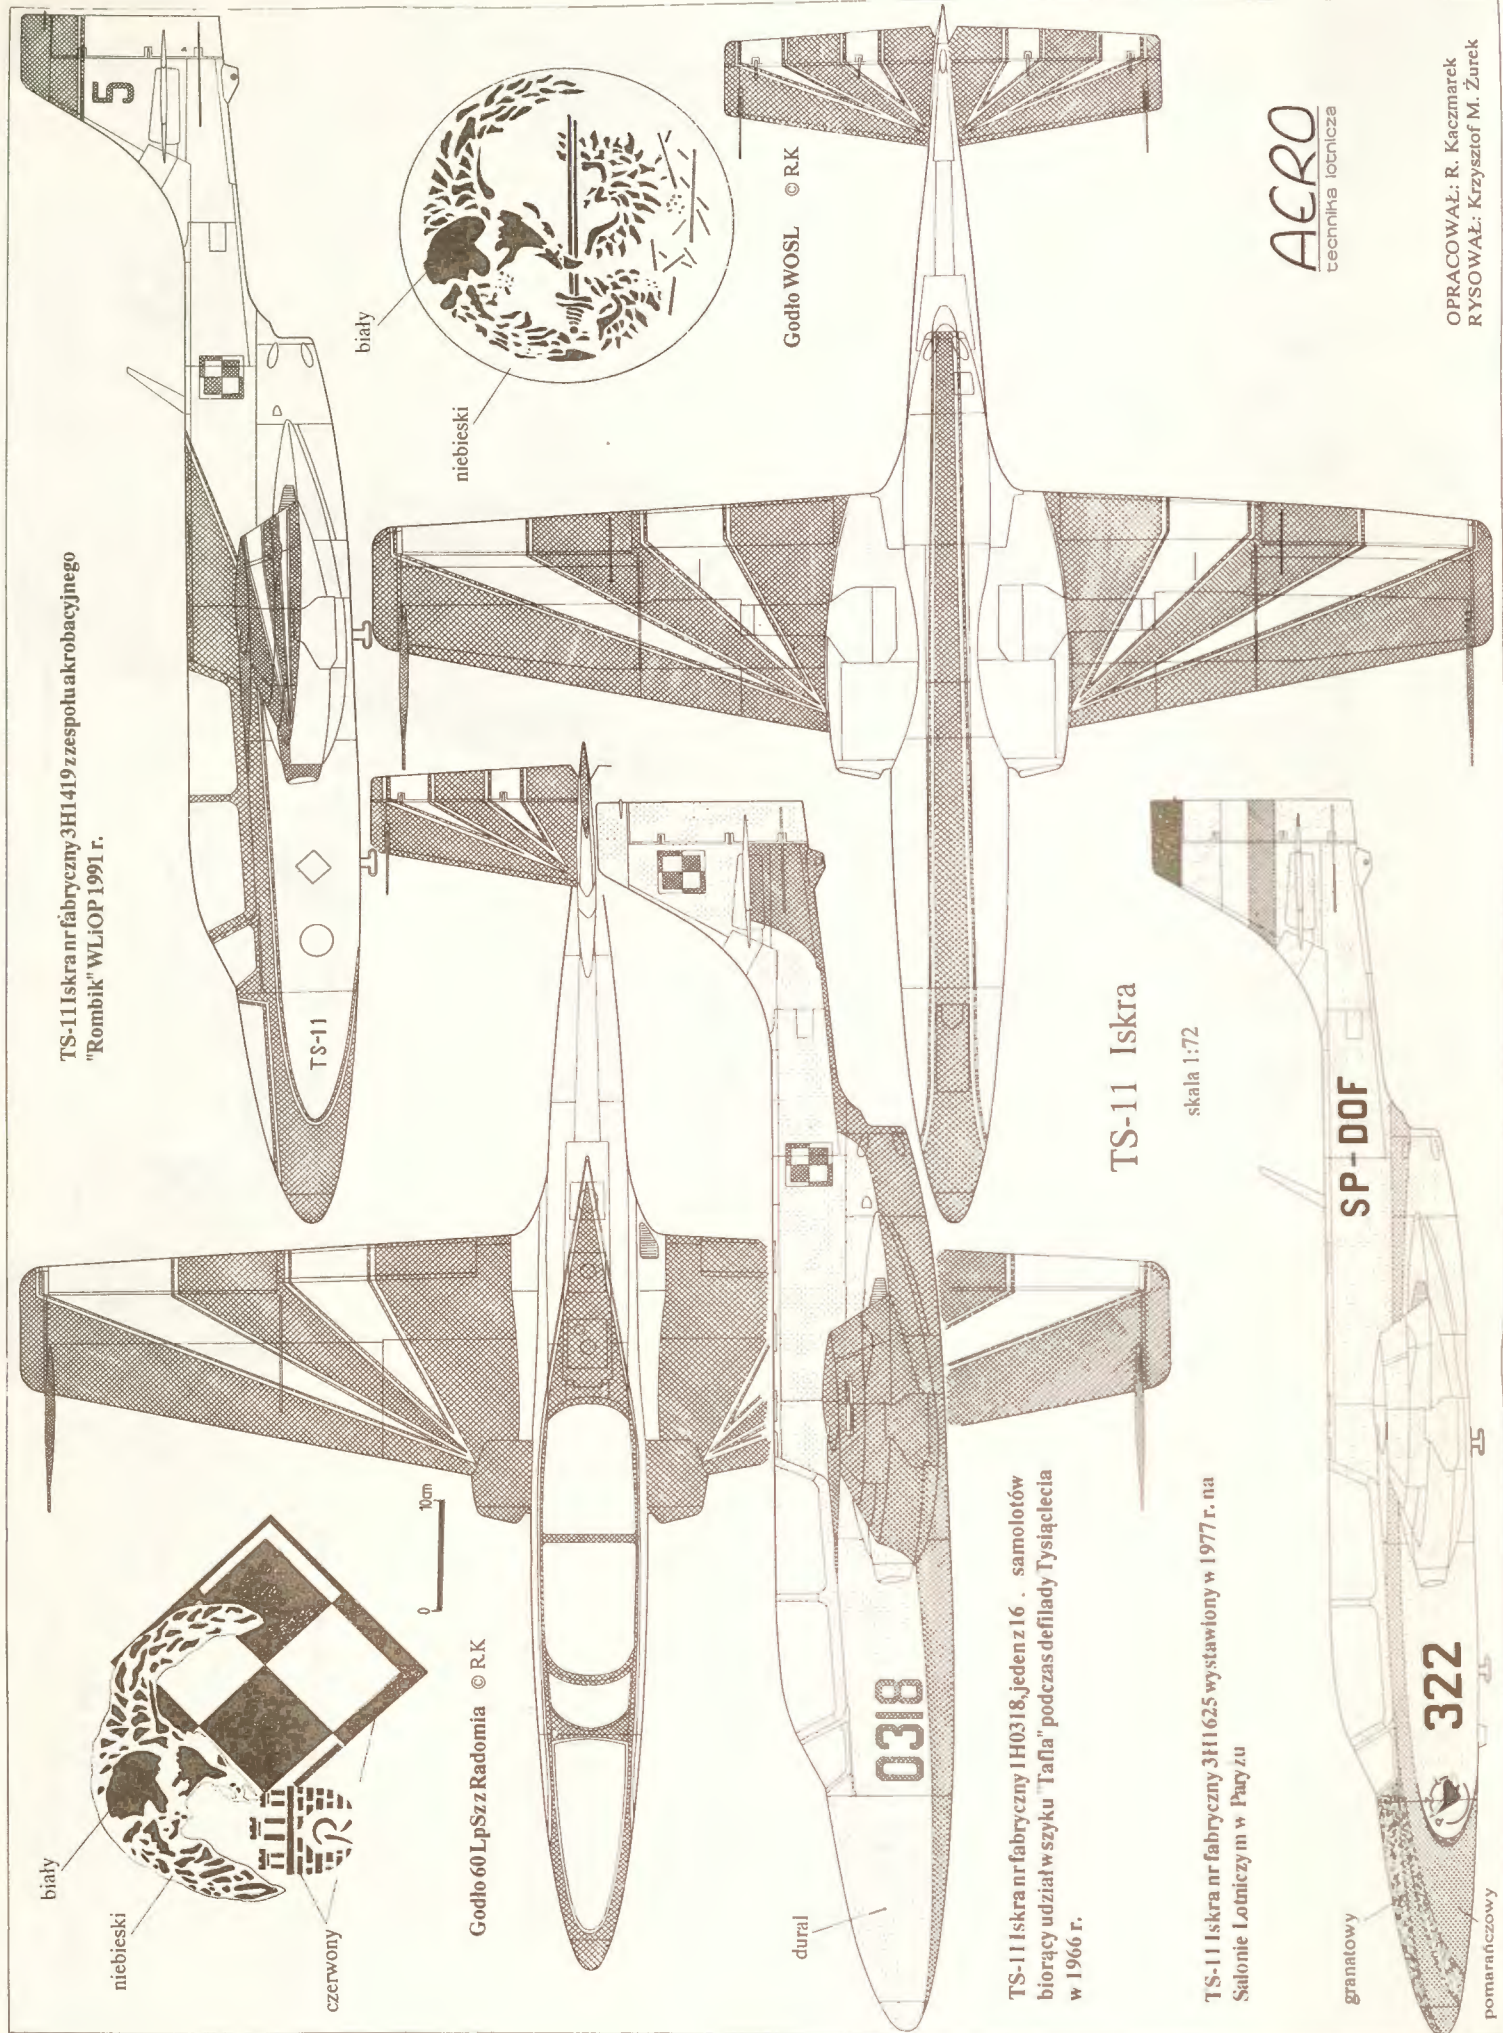 TS-11 Iskra nr fabryczny 3H1419 z zespołu akrobacyjnego
"Rombik" WLiOP 1991 r.
TS-11
5
biały
niebieski
Godło WOSL © RK
biały
niebieski
czerwony
0 10cm
Godło 60 LpSz z Radomia © RK
dural
0318
TS-11 Iskra nr fabryczny 1H0318, jeden z 16 . samolotów
biorący udział w szyku "Tafla" podczas defilady Tysiąclecia
w 1966 r.
TS-11 Iskra
skala 1:72
TS-11 Iskra nr fabryczny 3H1625 wystawiony w 1977 r. na
Salonie Lotniczym w Paryzu
granatowy
pomarańczowy
322
SP-DOF
AERO
technika lotnicza
OPRACOWAŁ: R. Kaczmarek
RYSOWAŁ: Krzysztof M. Żurek